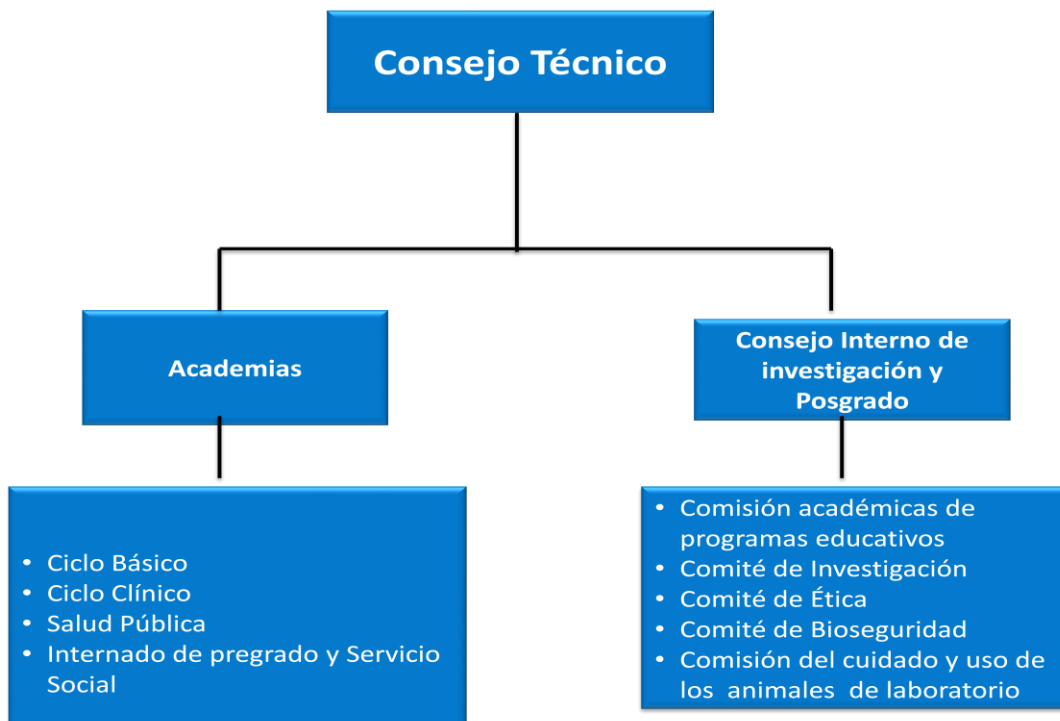 Consejo Técnico
Academias
Consejo Interno de
investigación y
Posgrado
• Ciclo Básico
• Ciclo Clínico
• Salud Pública
• Internado de pregrado y Servicio
Social
• Comisión académicas de
programas educativos
• Comité de Investigación
• Comité de Ética
• Comité de Bioseguridad
• Comisión del cuidado y uso de
los animales de laboratorio